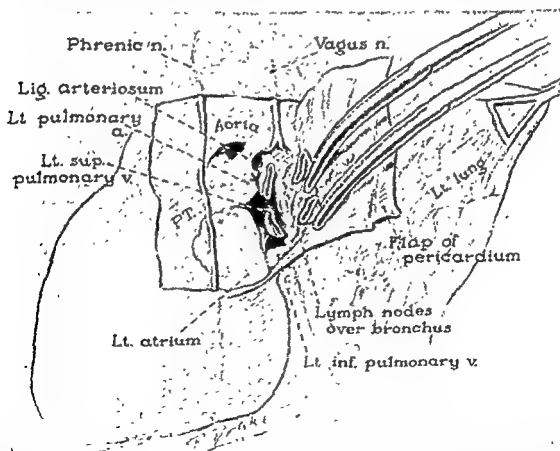 Phrenic n.
Vagus n.
Lig. arteriosum
Lt. pulmonary
a.
Aorta
Lt. sup.
pulmonary v.
P.T.
Lt. lung
Flap of
pericardium
Lymph nodes
over bronchus
Lt. atrium
Lt. inf. pulmonary v.